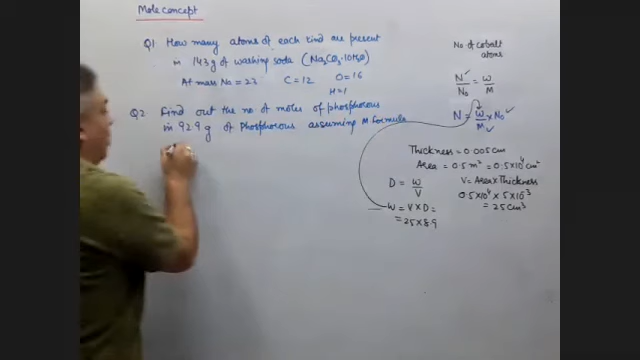 Mole concept
Q1 How many atoms of each kind are present
in 143 g of washing soda (Na2CO3·10H2O)
At mass Na = 23 C = 12 O = 16
H = 1
Q2 Find out the no of moles of phosphorous
in 92.9 g of Phosphorous assuming M formula
No of cobalt
atoms
N/N0 = w/M
N = w/M × N0
Thickness = 0.005 cm
Area = 0.5 m² = 0.5×10⁴ cm²
D = w/V
V = Area × Thickness
0.5×10⁴ × 5×10⁻³
= 25 cm³
w = V × D =
= 25×8.9